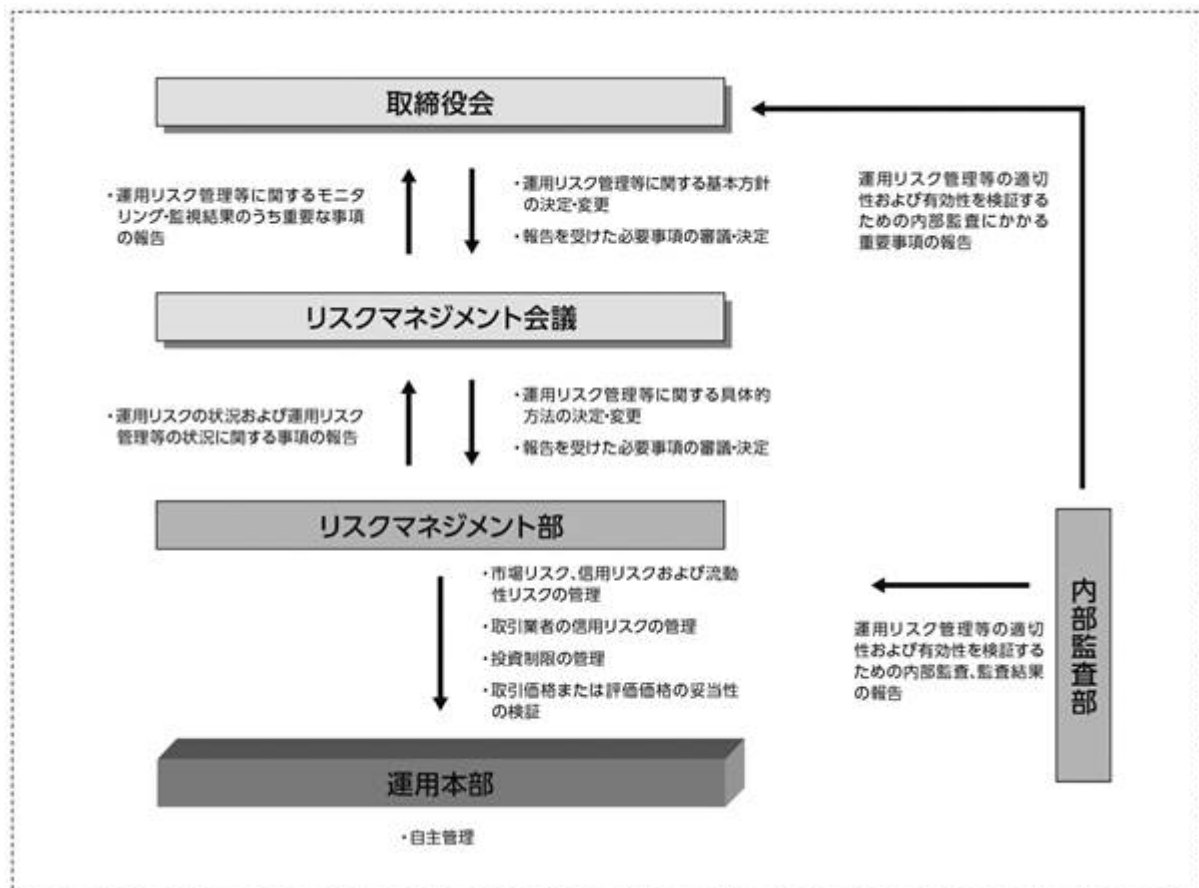 取締役会
・運用リスク管理等に関するモニタ
リング・監視結果のうち重要な事項
の報告
・運用リスク管理等に関する基本方針
の決定・変更
・報告を受けた必要事項の審議・決定
運用リスク管理等の適切
性および有効性を検証する
ための内部監査にかかる
重要事項の報告
リスクマネジメント会議
・運用リスクの状況および運用リスク
管理等の状況に関する事項の報告
・運用リスク管理等に関する具体的
方法の決定・変更
・報告を受けた必要事項の審議・決定
リスクマネジメント部
・市場リスク、信用リスクおよび流動
性リスクの管理
・取引業者の信用リスクの管理
・投資制限の管理
・取引価格または評価価格の妥当性
の検証
運用リスク管理等の適切
性および有効性を検証する
ための内部監査、監査結果
の報告
内部監査部
運用本部
・自主管理